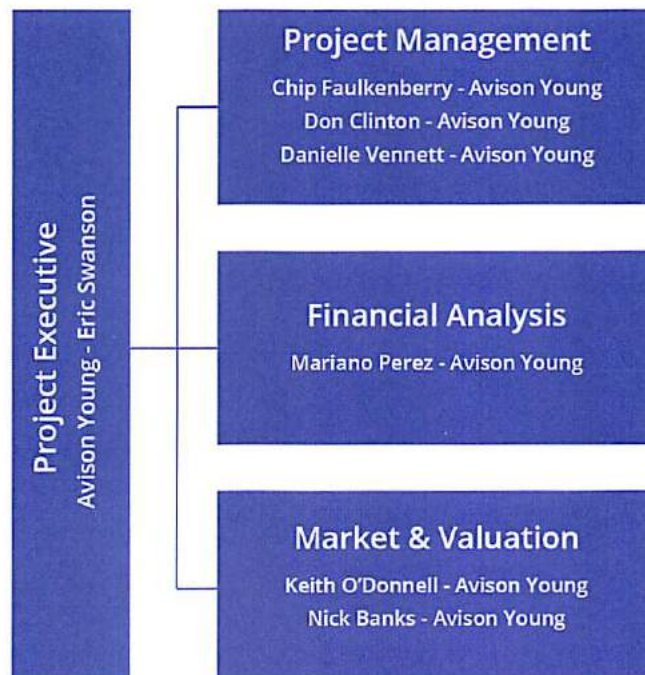 Project Executive
Avison Young - Eric Swanson
Project Management
Chip Faulkenberry - Avison Young
Don Clinton - Avison Young
Danielle Vennett - Avison Young
Financial Analysis
Mariano Perez - Avison Young
Market & Valuation
Keith O'Donnell - Avison Young
Nick Banks - Avison Young